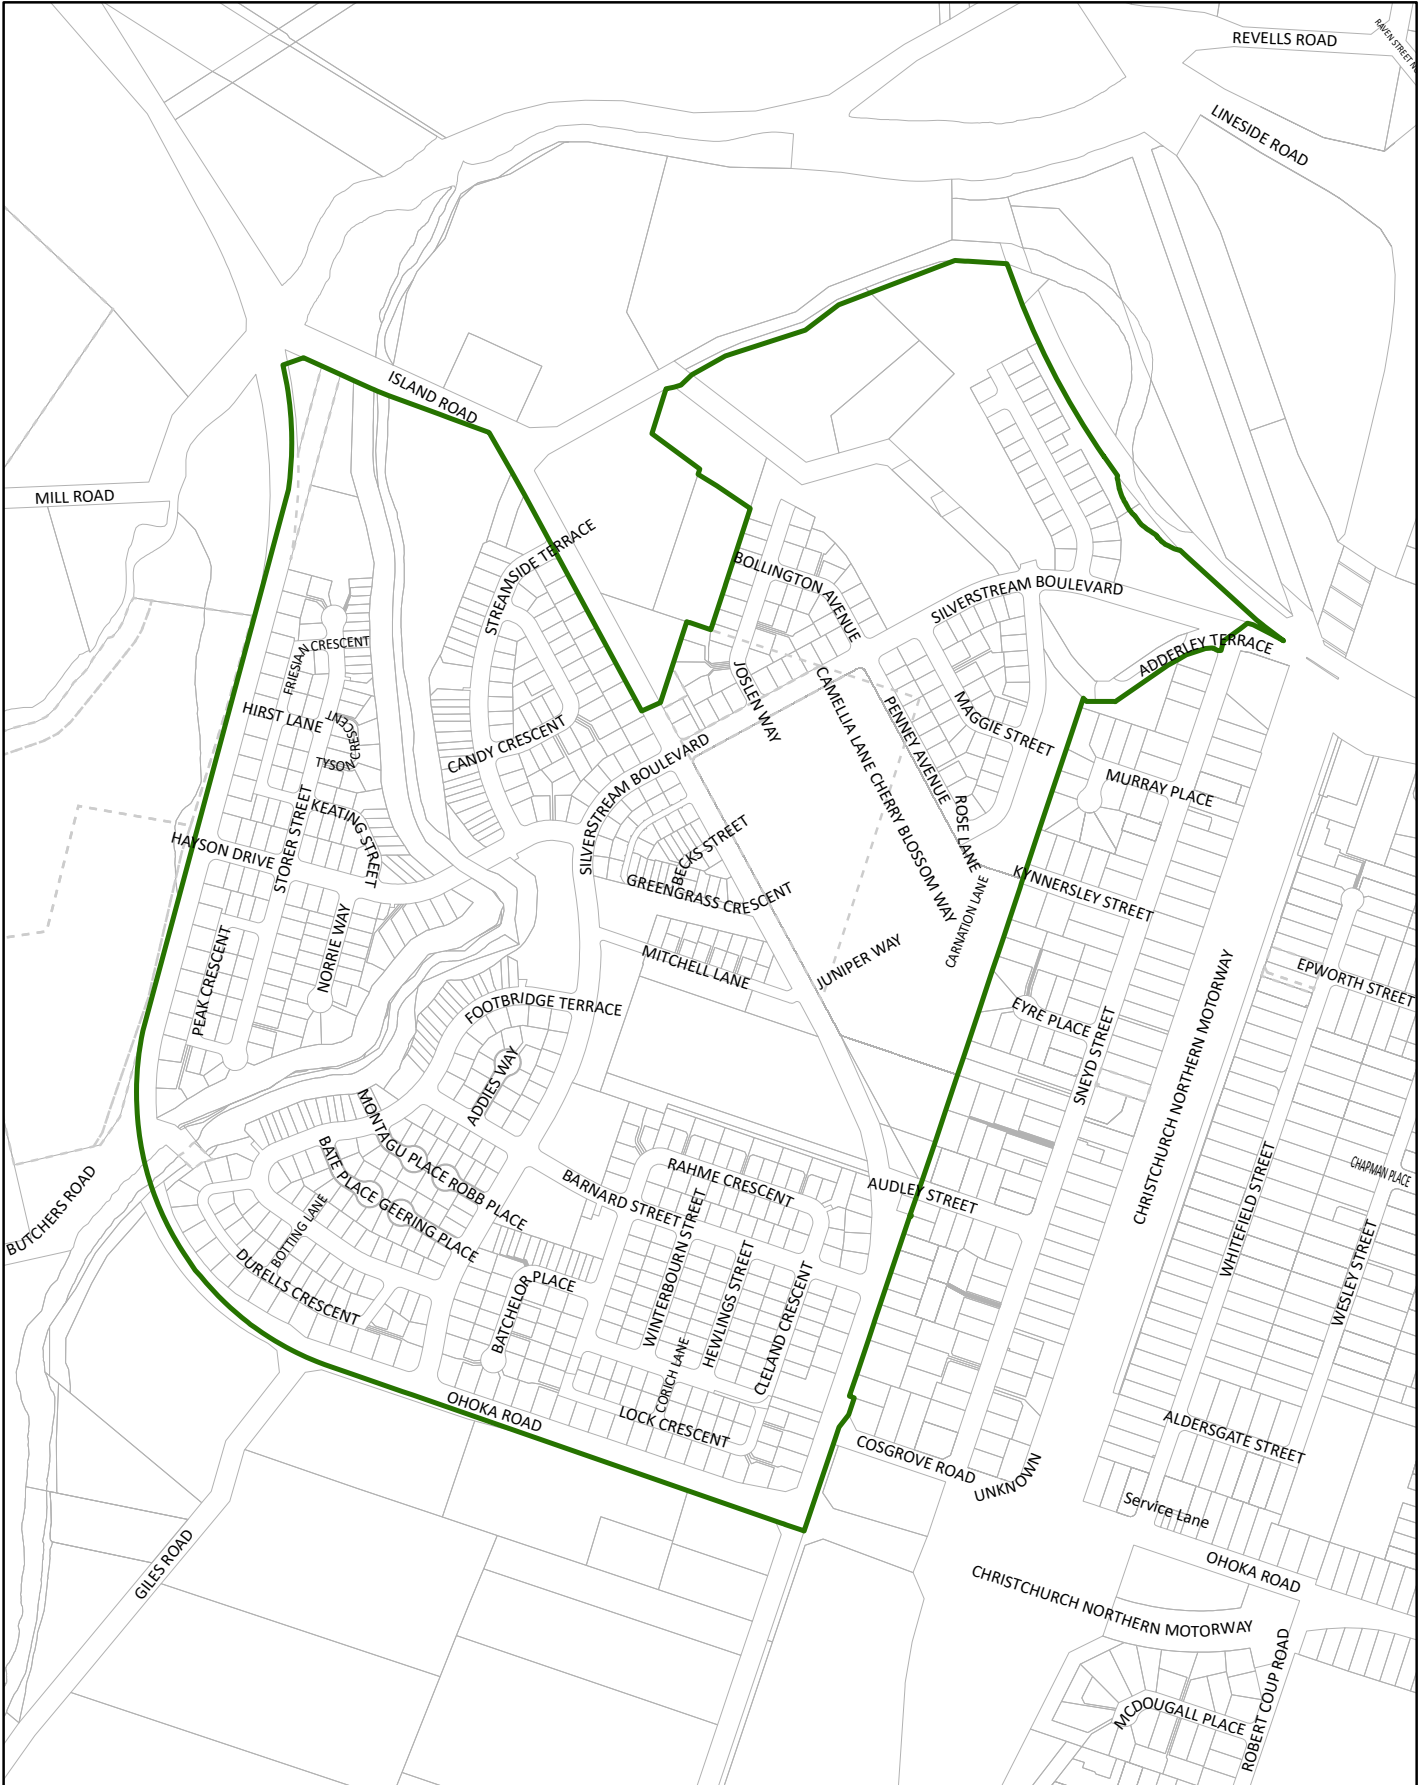 REVELLS ROAD
LINESIDE ROAD
ISLAND ROAD
MILL ROAD
STREAMSIDE TERRACE
BOLLINGTON AVENUE
SILVERSTREAM BOULEVARD
ADDERLEY TERRACE
FRIESIAN CRESCENT
HIRST LANE
TYSON CRESCENT
CANDY CRESCENT
JOSLEN WAY
CAMELLIA LANE
CHERRY BLOSSOM WAY
PENNEY AVENUE
MAGGIE STREET
MURRAY PLACE
SILVERSTREAM BOULEVARD
KEATING STREET
STORER STREET
HAYSON DRIVE
BECKS STREET
GREENGRASS CRESCENT
ROSE LANE
CARNATION LANE
KYNNERSLEY STREET
NORRIE WAY
PEAK CRESCENT
MITCHELL LANE
JUNIPER WAY
EPWORTH STREET
FOOTBRIDGE TERRACE
EYRE PLACE
SNEYD STREET
CHRISTCHURCH NORTHERN MOTORWAY
ADDIES WAY
MONTAGU PLACE
ROBB PLACE
BATE PLACE
GEERING PLACE
BOTTING LANE
DURELLS CRESCENT
BARNARD STREET
RAHME CRESCENT
AUDLEY STREET
CHAPMAN PLACE
WHITEFIELD STREET
WESLEY STREET
BUTCHERS ROAD
BATCHELOR PLACE
WINTERBOURN STREET
HEWLINGS STREET
CLELAND CRESCENT
CORICH LANE
OHOKA ROAD
LOCK CRESCENT
COSGROVE ROAD
UNKNOWN
ALDERSGATE STREET
Service Lane
GILES ROAD
OHOKA ROAD
CHRISTCHURCH NORTHERN MOTORWAY
MCDOUGALL PLACE
ROBERT COUP ROAD
RAVEN STREET